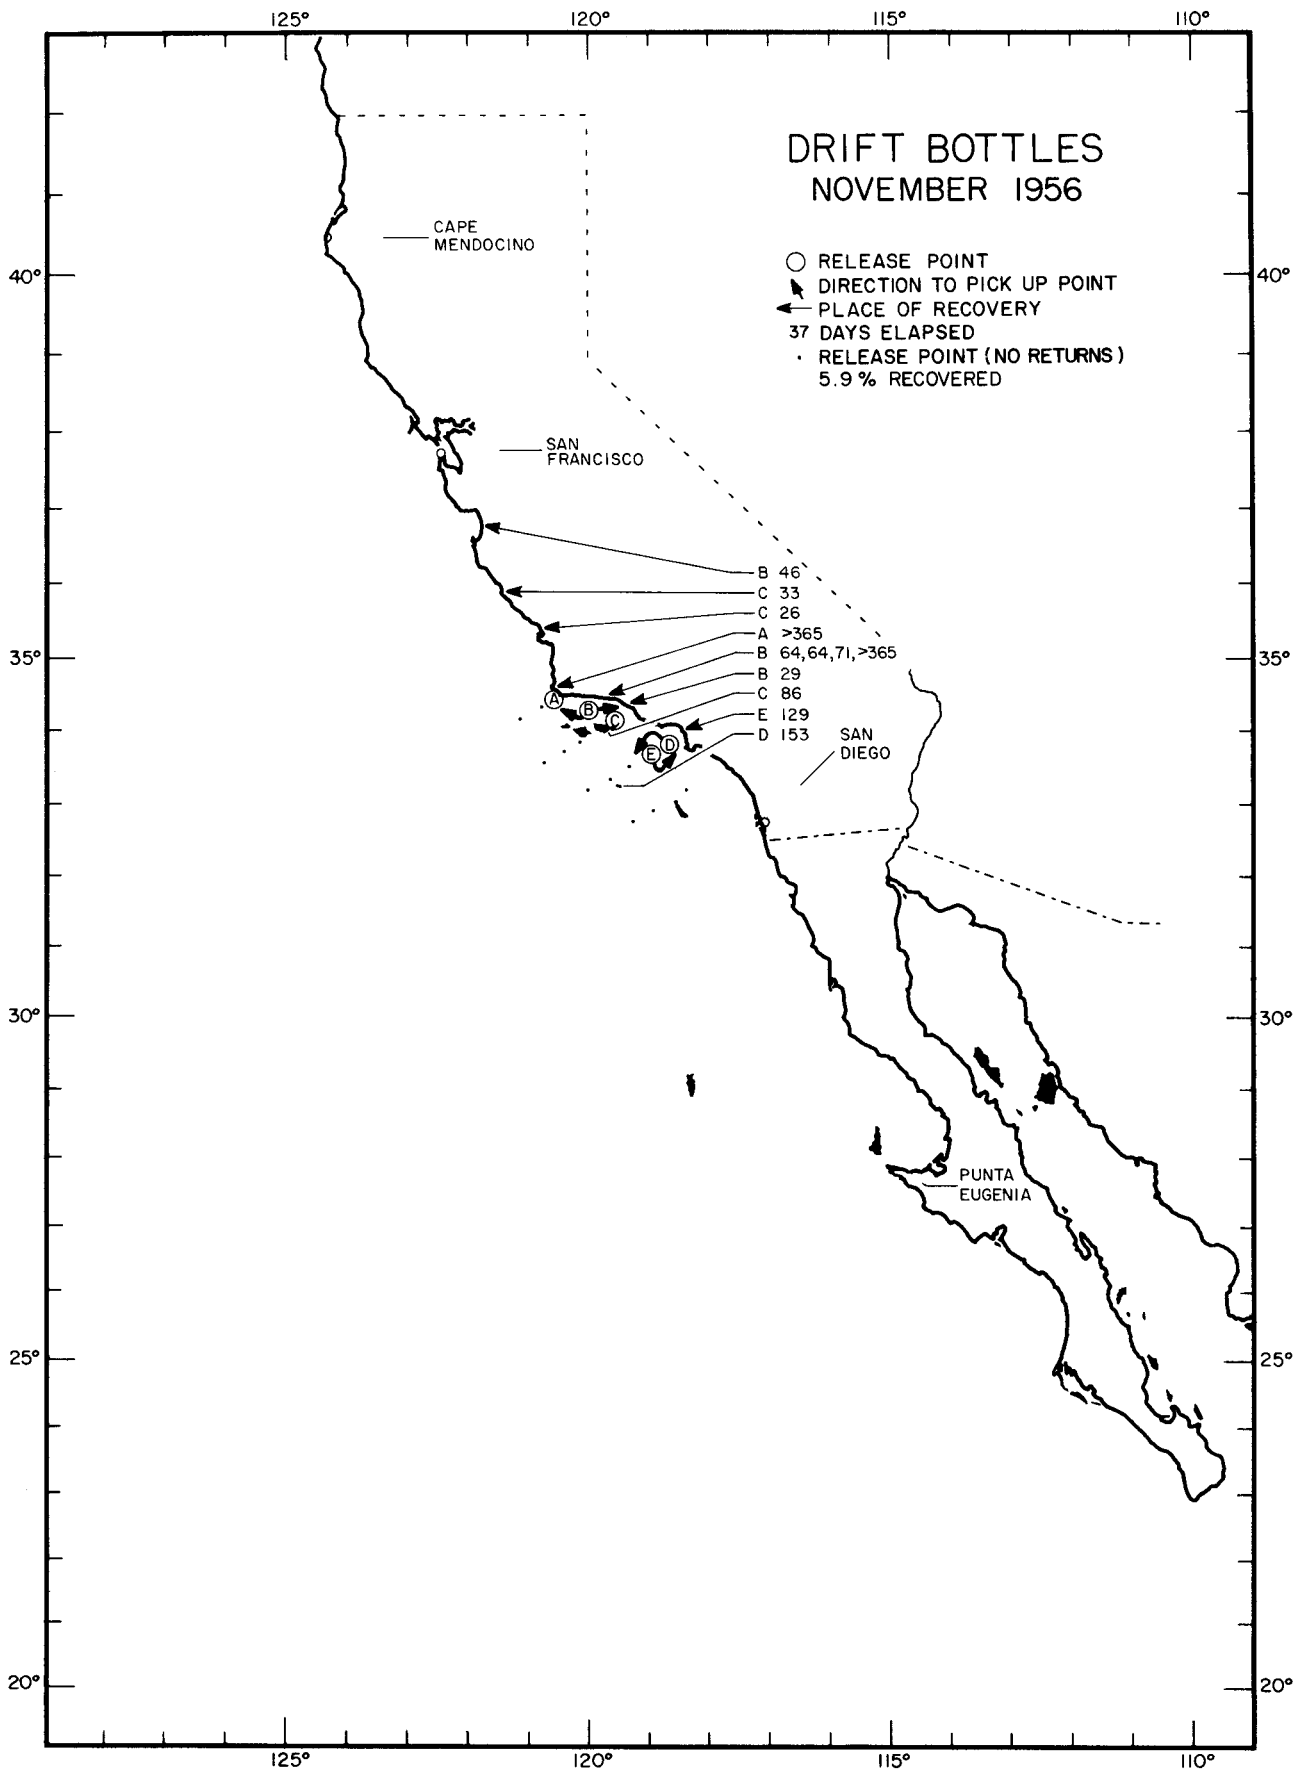 125° 120° 115° 110°
DRIFT BOTTLES
NOVEMBER 1956
RELEASE POINT
DIRECTION TO PICK UP POINT
PLACE OF RECOVERY
37 DAYS ELAPSED
RELEASE POINT (NO RETURNS)
5.9 % RECOVERED
CAPE
MENDOCINO
40° 40°
SAN
FRANCISCO
B 46
C 33
C 26
A >365
B 64,64,71,>365
B 29
C 86
E 129
D 153
35° 35°
A
B
C
D
E
SAN
DIEGO
30° 30°
PUNTA
EUGENIA
25° 25°
20° 20°
125° 120° 115° 110°